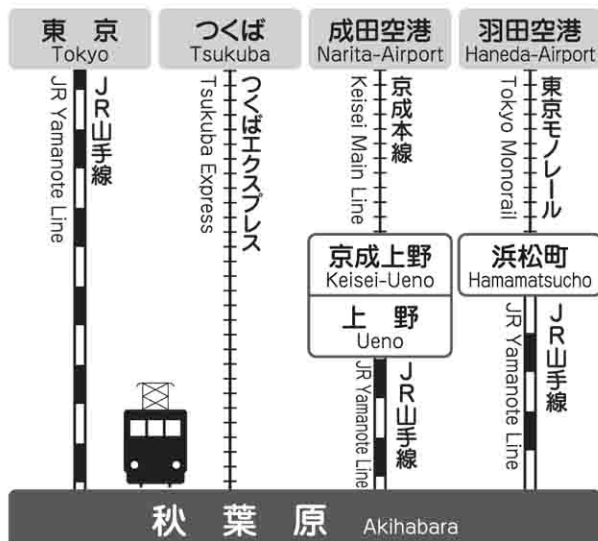 東京
Tokyo
JR山手線
JR Yamanote Line
つくば
Tsukuba
つくばエクスプレス
Tsukuba Express
成田空港
Narita-Airport
京成本線
Keisei Main Line
京成上野
Keisei-Ueno
上野
Ueno
JR山手線
JR Yamanote Line
羽田空港
Haneda-Airport
東京モノレール
Tokyo Monorail
浜松町
Hamamatsucho
JR山手線
JR Yamanote Line
秋葉原 Akihabara